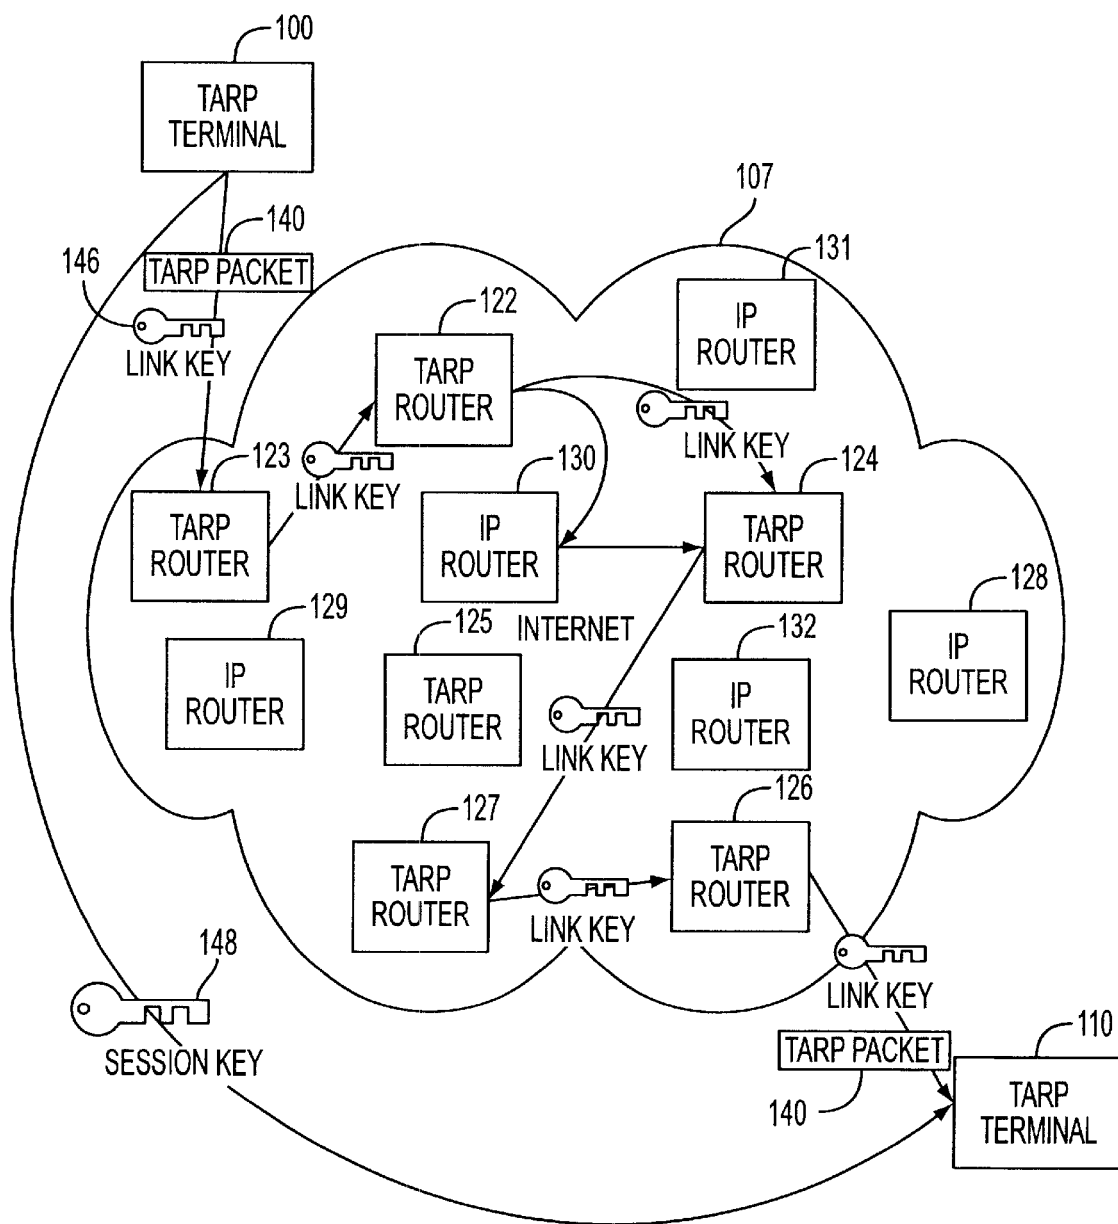 100
TARP
TERMINAL
107
140
TARP PACKET
146
LINK KEY
131
IP
ROUTER
122
TARP
ROUTER
LINK KEY
123
TARP
ROUTER
LINK KEY
130
IP
ROUTER
124
TARP
ROUTER
129
IP
ROUTER
125
TARP
ROUTER
INTERNET
132
IP
ROUTER
128
IP
ROUTER
LINK KEY
127
TARP
ROUTER
126
TARP
ROUTER
LINK KEY
148
SESSION KEY
LINK KEY
TARP PACKET
140
110
TARP
TERMINAL